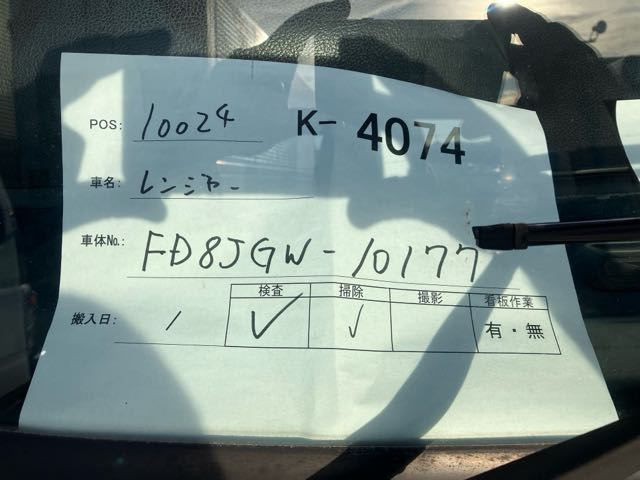 POS: 10024 K-4074
車名: レンジャー
車体No.: FD8JGW-10177
検査 掃除 撮影 看板作業
搬入日: / ✓ ✓ 有・無